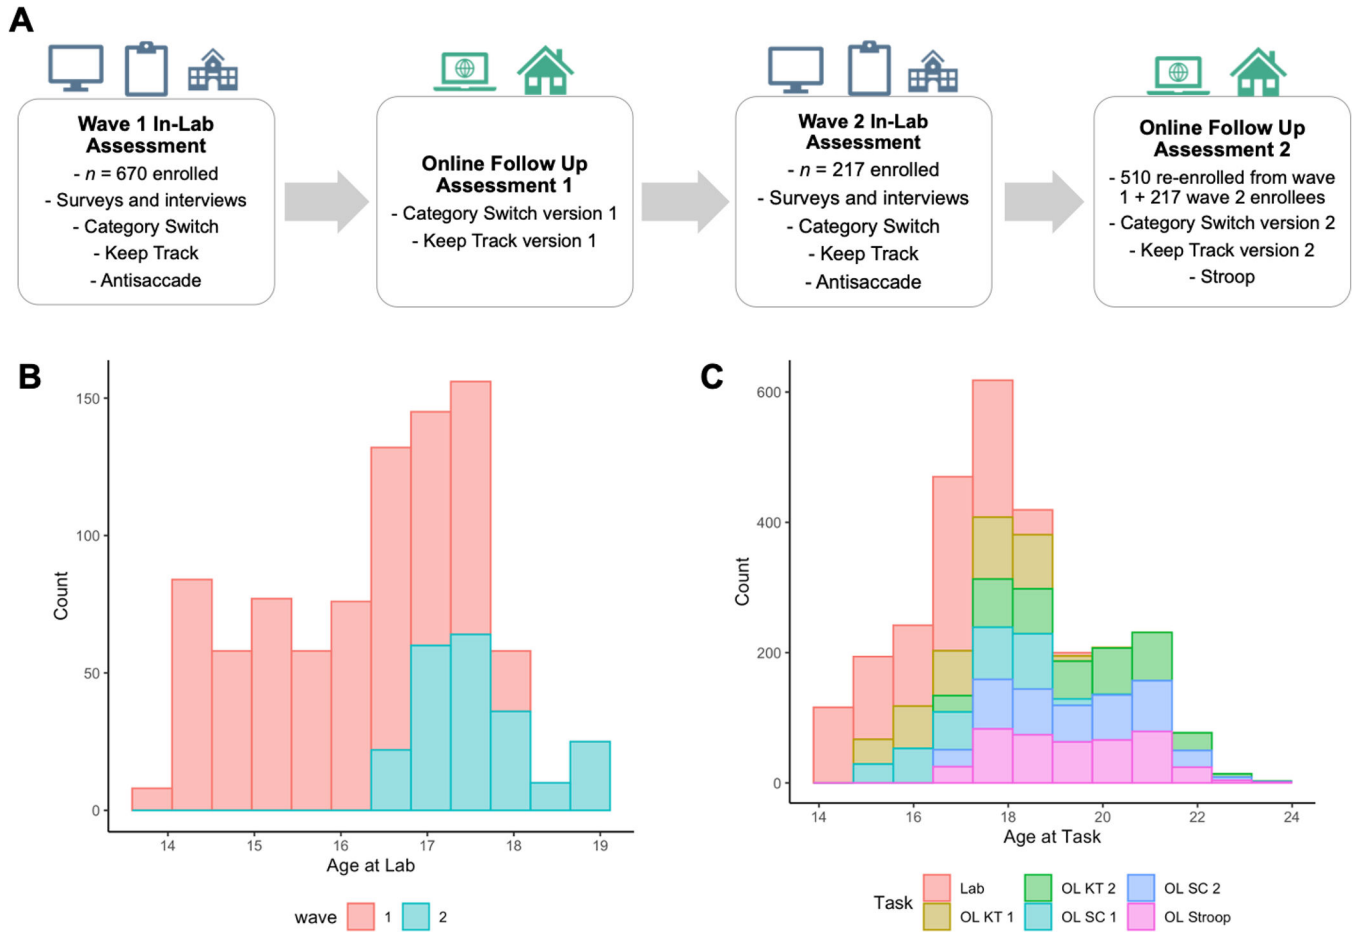 A
Wave 1 In-Lab
Assessment
- n = 670 enrolled
- Surveys and interviews
- Category Switch
- Keep Track
- Antisaccade
Online Follow Up
Assessment 1
- Category Switch version 1
- Keep Track version 1
Wave 2 In-Lab
Assessment
- n = 217 enrolled
- Surveys and interviews
- Category Switch
- Keep Track
- Antisaccade
Online Follow Up
Assessment 2
- 510 re-enrolled from wave
1 + 217 wave 2 enrollees
- Category Switch version 2
- Keep Track version 2
- Stroop
B
Count
150
100
50
0
14 15 16 17 18 19
Age at Lab
wave 1 2
C
Count
600
400
200
0
14 16 18 20 22 24
Age at Task
Task
Lab OL KT 2 OL SC 2
OL KT 1 OL SC 1 OL Stroop